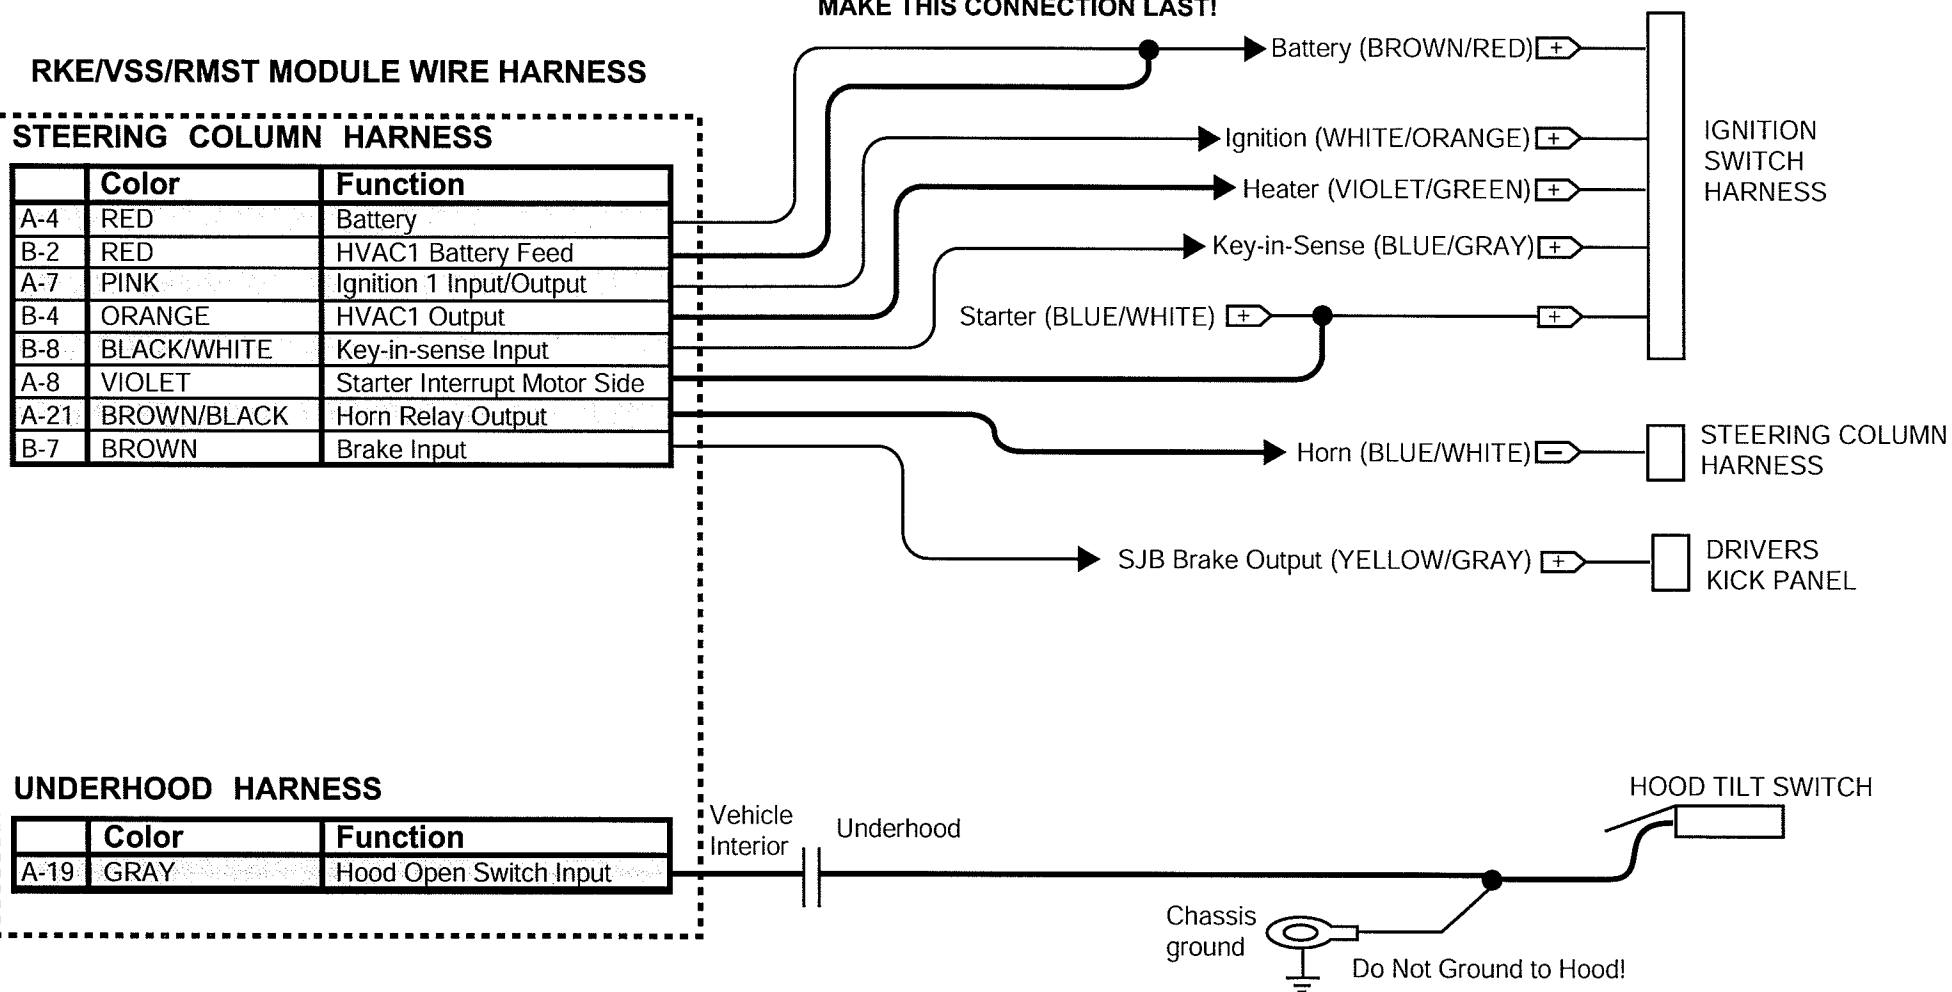 MAKE THIS CONNECTION LAST!
RKE/VSS/RMST MODULE WIRE HARNESS
STEERING COLUMN HARNESS
Color Function
A-4 RED Battery
B-2 RED HVAC1 Battery Feed
A-7 PINK Ignition 1 Input/Output
B-4 ORANGE HVAC1 Output
B-8 BLACK/WHITE Key-in-sense Input
A-8 VIOLET Starter Interrupt Motor Side
A-21 BROWN/BLACK Horn Relay Output
B-7 BROWN Brake Input
Battery (BROWN/RED) +
Ignition (WHITE/ORANGE) +
Heater (VIOLET/GREEN) +
Key-in-Sense (BLUE/GRAY) +
Starter (BLUE/WHITE) + +
IGNITION
SWITCH
HARNESS
Horn (BLUE/WHITE) −
STEERING COLUMN
HARNESS
SJB Brake Output (YELLOW/GRAY) +
DRIVERS
KICK PANEL
UNDERHOOD HARNESS
Color Function
A-19 GRAY Hood Open Switch Input
Vehicle
Interior
Underhood
HOOD TILT SWITCH
Chassis
ground
Do Not Ground to Hood!